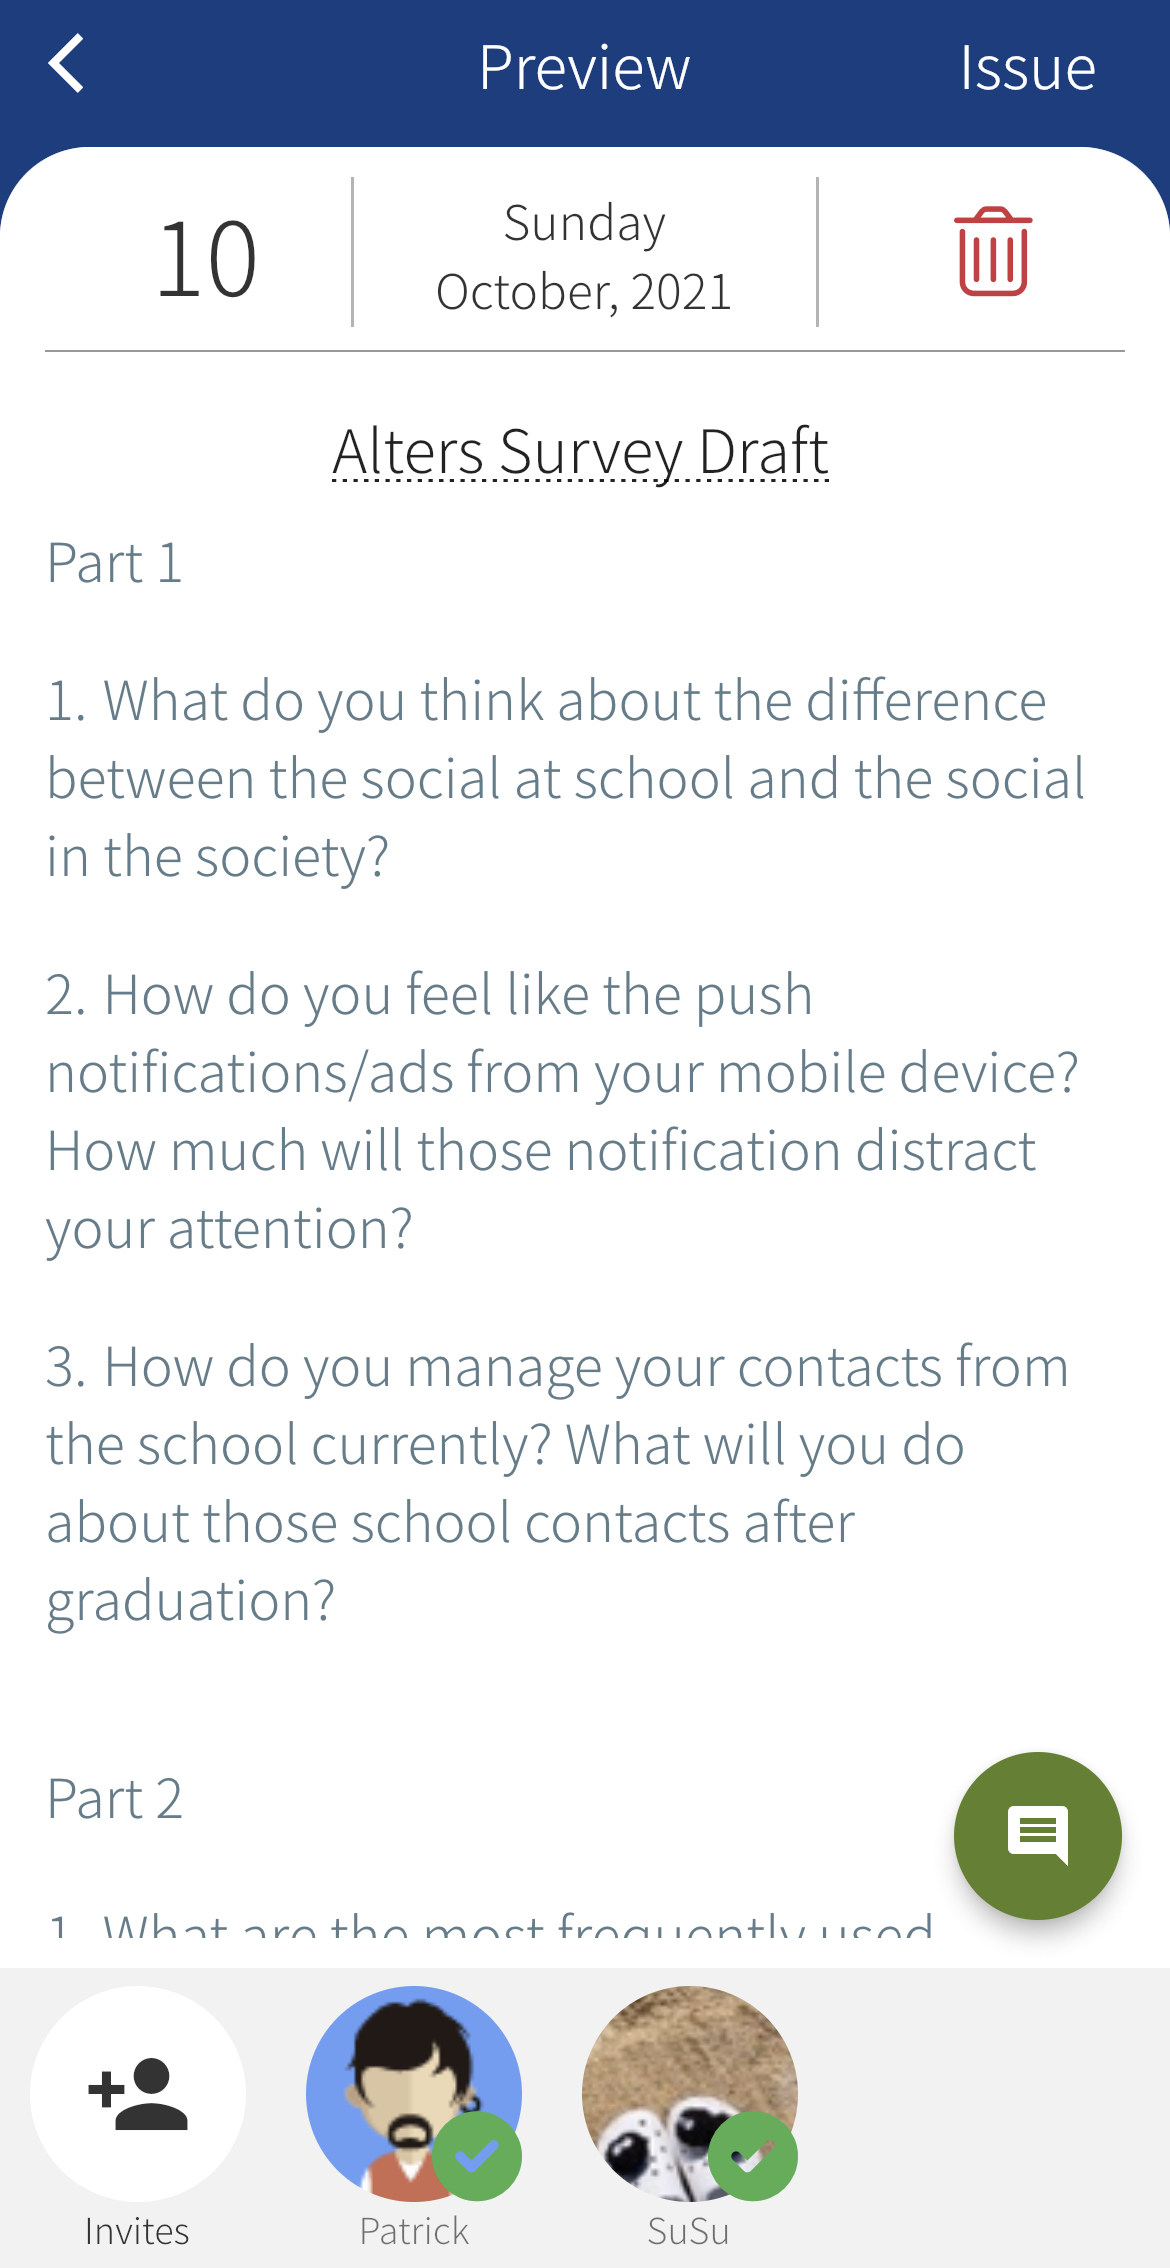 Preview
Issue
10
Sunday
October, 2021
Alters Survey Draft
Part 1
1. What do you think about the difference
between the social at school and the social
in the society?
2. How do you feel like the push
notifications/ads from your mobile device?
How much will those notification distract
your attention?
3. How do you manage your contacts from
the school currently? What will you do
about those school contacts after
graduation?
Part 2
1. What are the most frequently used
Invites
Patrick
SuSu